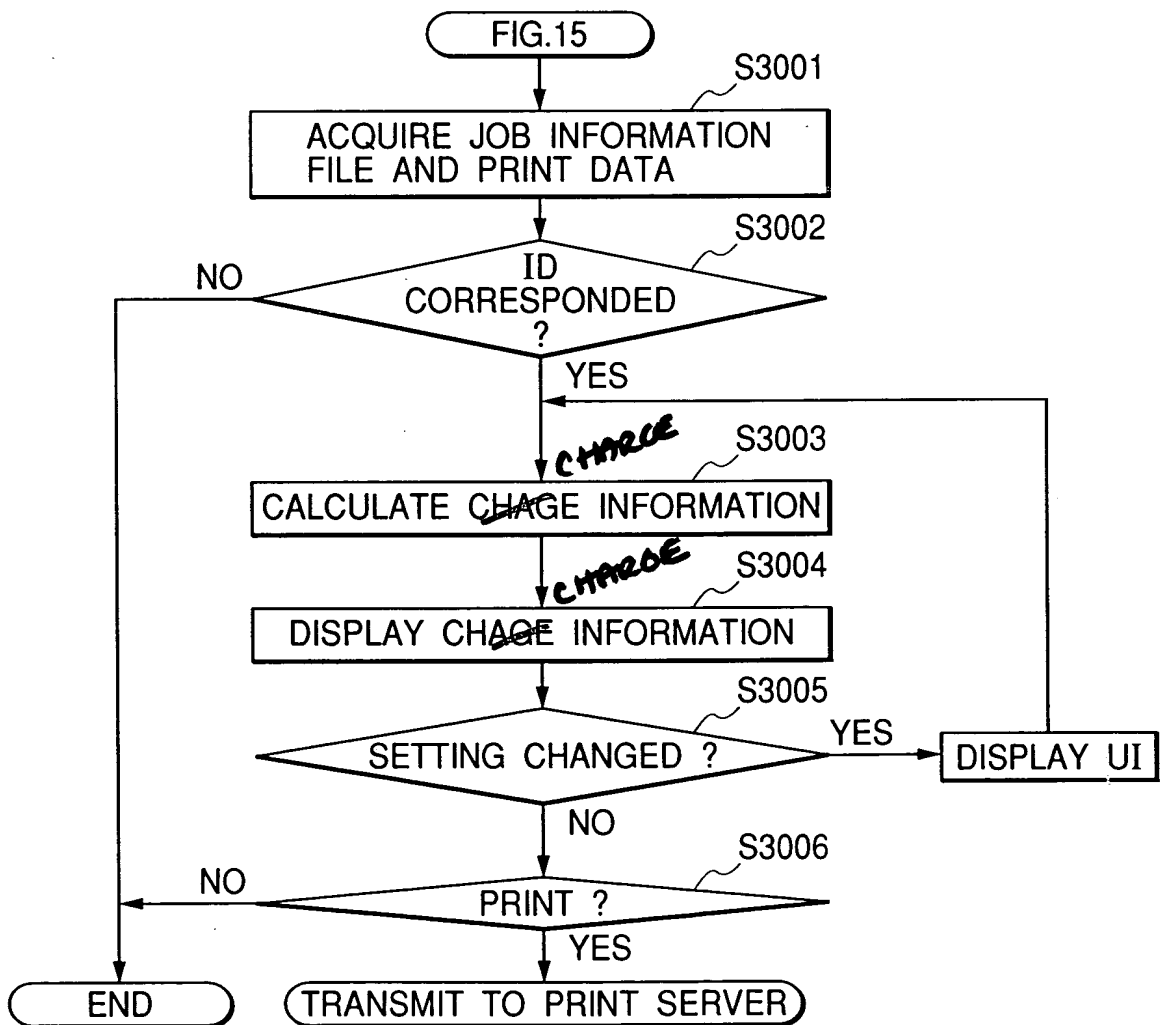 FIG.15
S3001
ACQUIRE JOB INFORMATION
FILE AND PRINT DATA
S3002
NO
ID
CORRESPONDED
?
YES
CHARGE
S3003
CALCULATE CHAGE INFORMATION
CHARGE
S3004
DISPLAY CHAGE INFORMATION
S3005
SETTING CHANGED ?
YES
DISPLAY UI
NO
S3006
NO
PRINT ?
YES
END
TRANSMIT TO PRINT SERVER